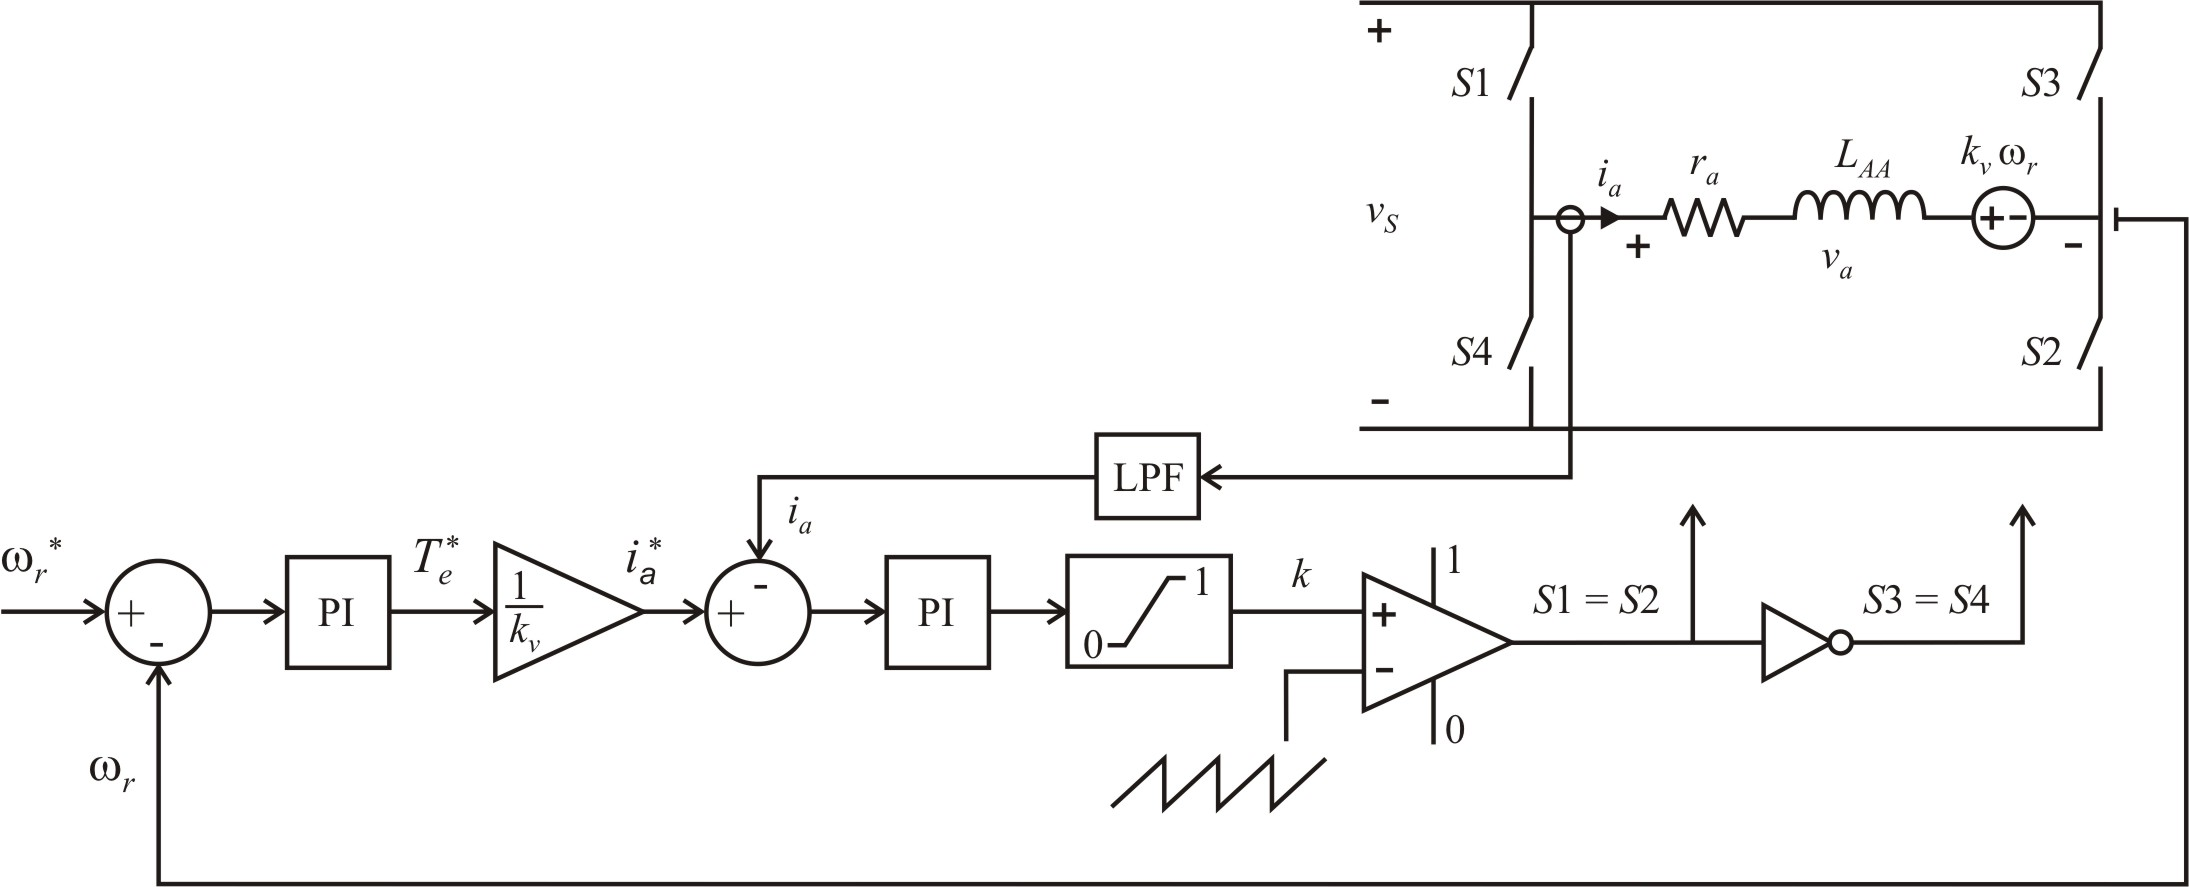 +
S1
S3
i_a
r_a
L_AA
k_v ω_r
v_S
+ -
+
v_a
-
S4
S2
-
LPF
i_a
ω_r*
T_e*
i_a*
k
1
S1 = S2
S3 = S4
+
-
PI
1/k_v
+
-
PI
0
1
+
-
0
ω_r